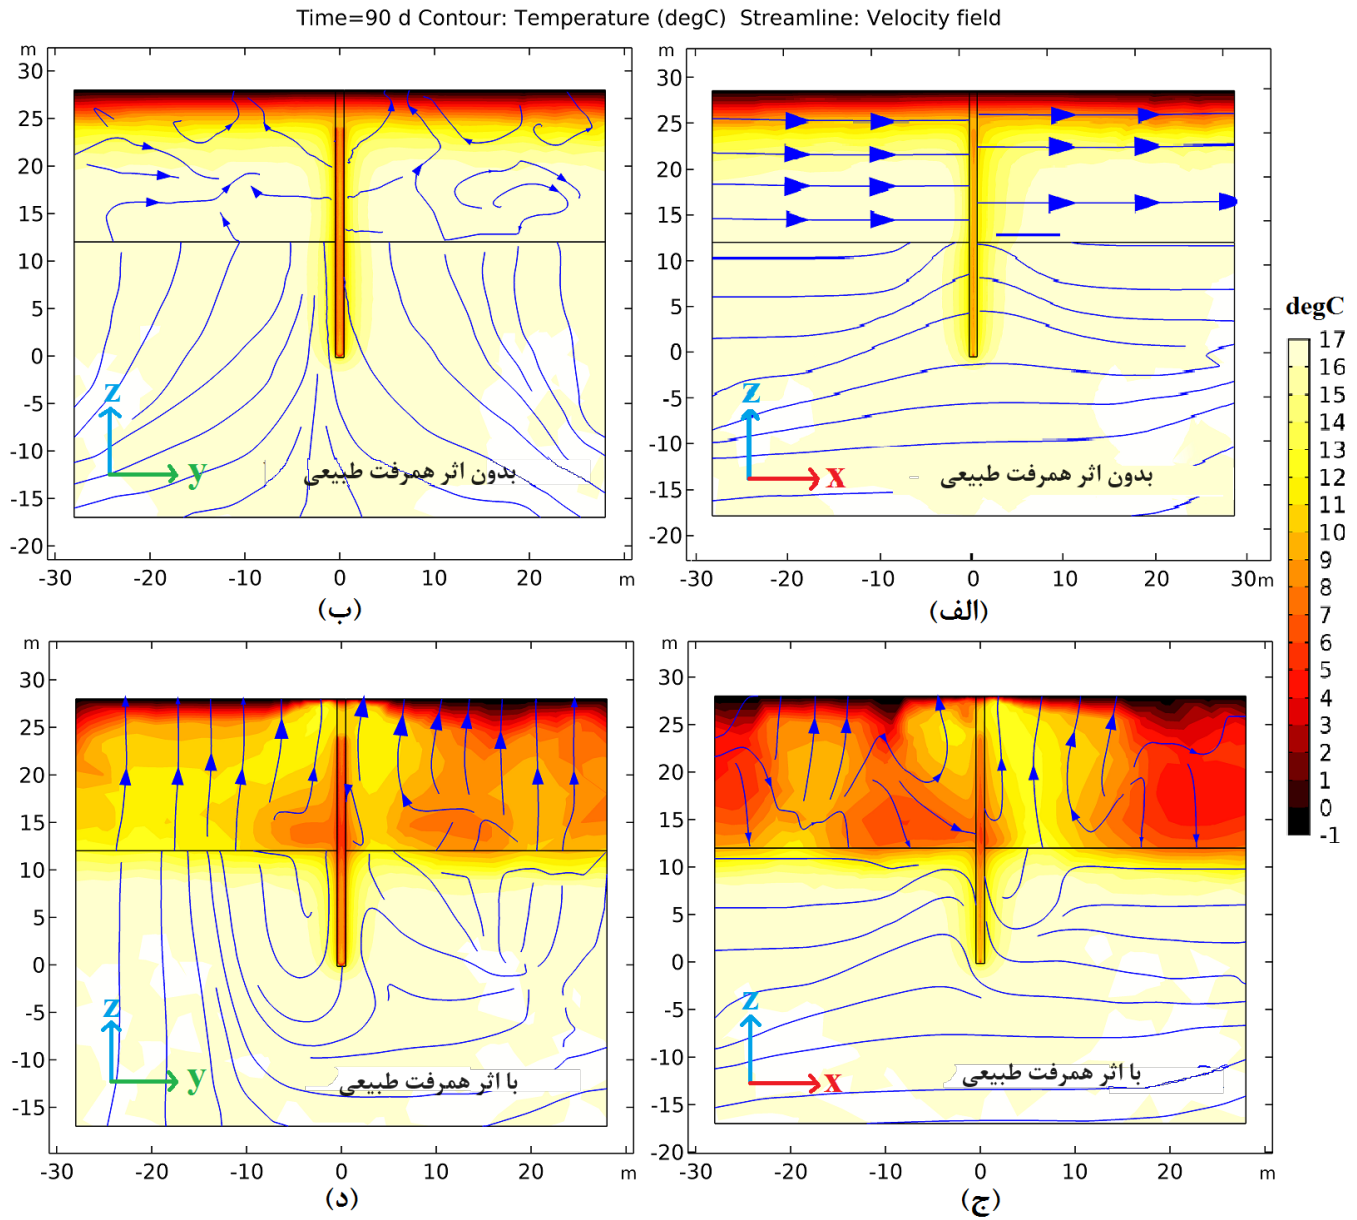 Time=90 d Contour: Temperature (degC) Streamline: Velocity field
m
30
25
20
15
10
5
0
-5
-10
-15
-20
z
y
بدون اثر همرفت طبیعی
-30 -20 -10 0 10 20 m
(ب)
m
30
25
20
15
10
5
0
-5
-10
-15
-20
z
x
بدون اثر همرفت طبیعی
-30 -20 -10 0 10 20 30m
(الف)
degC
17
16
15
14
13
12
11
10
9
8
7
6
5
4
3
2
1
0
-1
m
30
25
20
15
10
5
0
-5
-10
-15
z
y
با اثر همرفت طبیعی
-30 -20 -10 0 10 20 m
(د)
m
30
25
20
15
10
5
0
-5
-10
-15
-20
z
x
با اثر همرفت طبیعی
-30 -20 -10 0 10 20 m
(ج)